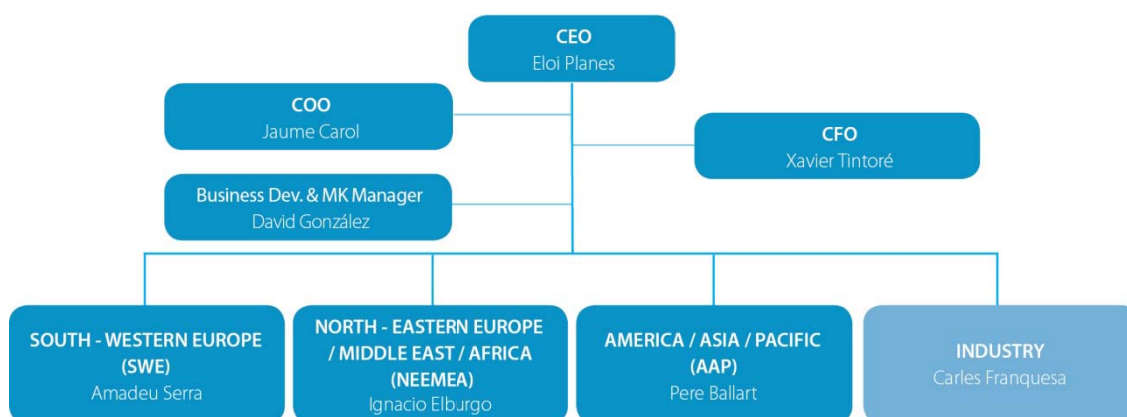 CEO
Eloi Planes
COO
Jaume Carol
CFO
Xavier Tintoré
Business Dev. & MK Manager
David González
SOUTH - WESTERN EUROPE
(SWE)
Amadeu Serra
NORTH - EASTERN EUROPE
/ MIDDLE EAST / AFRICA
(NEEMEA)
Ignacio Elburgo
AMERICA / ASIA / PACIFIC
(AAP)
Pere Ballart
INDUSTRY
Carles Franquesa